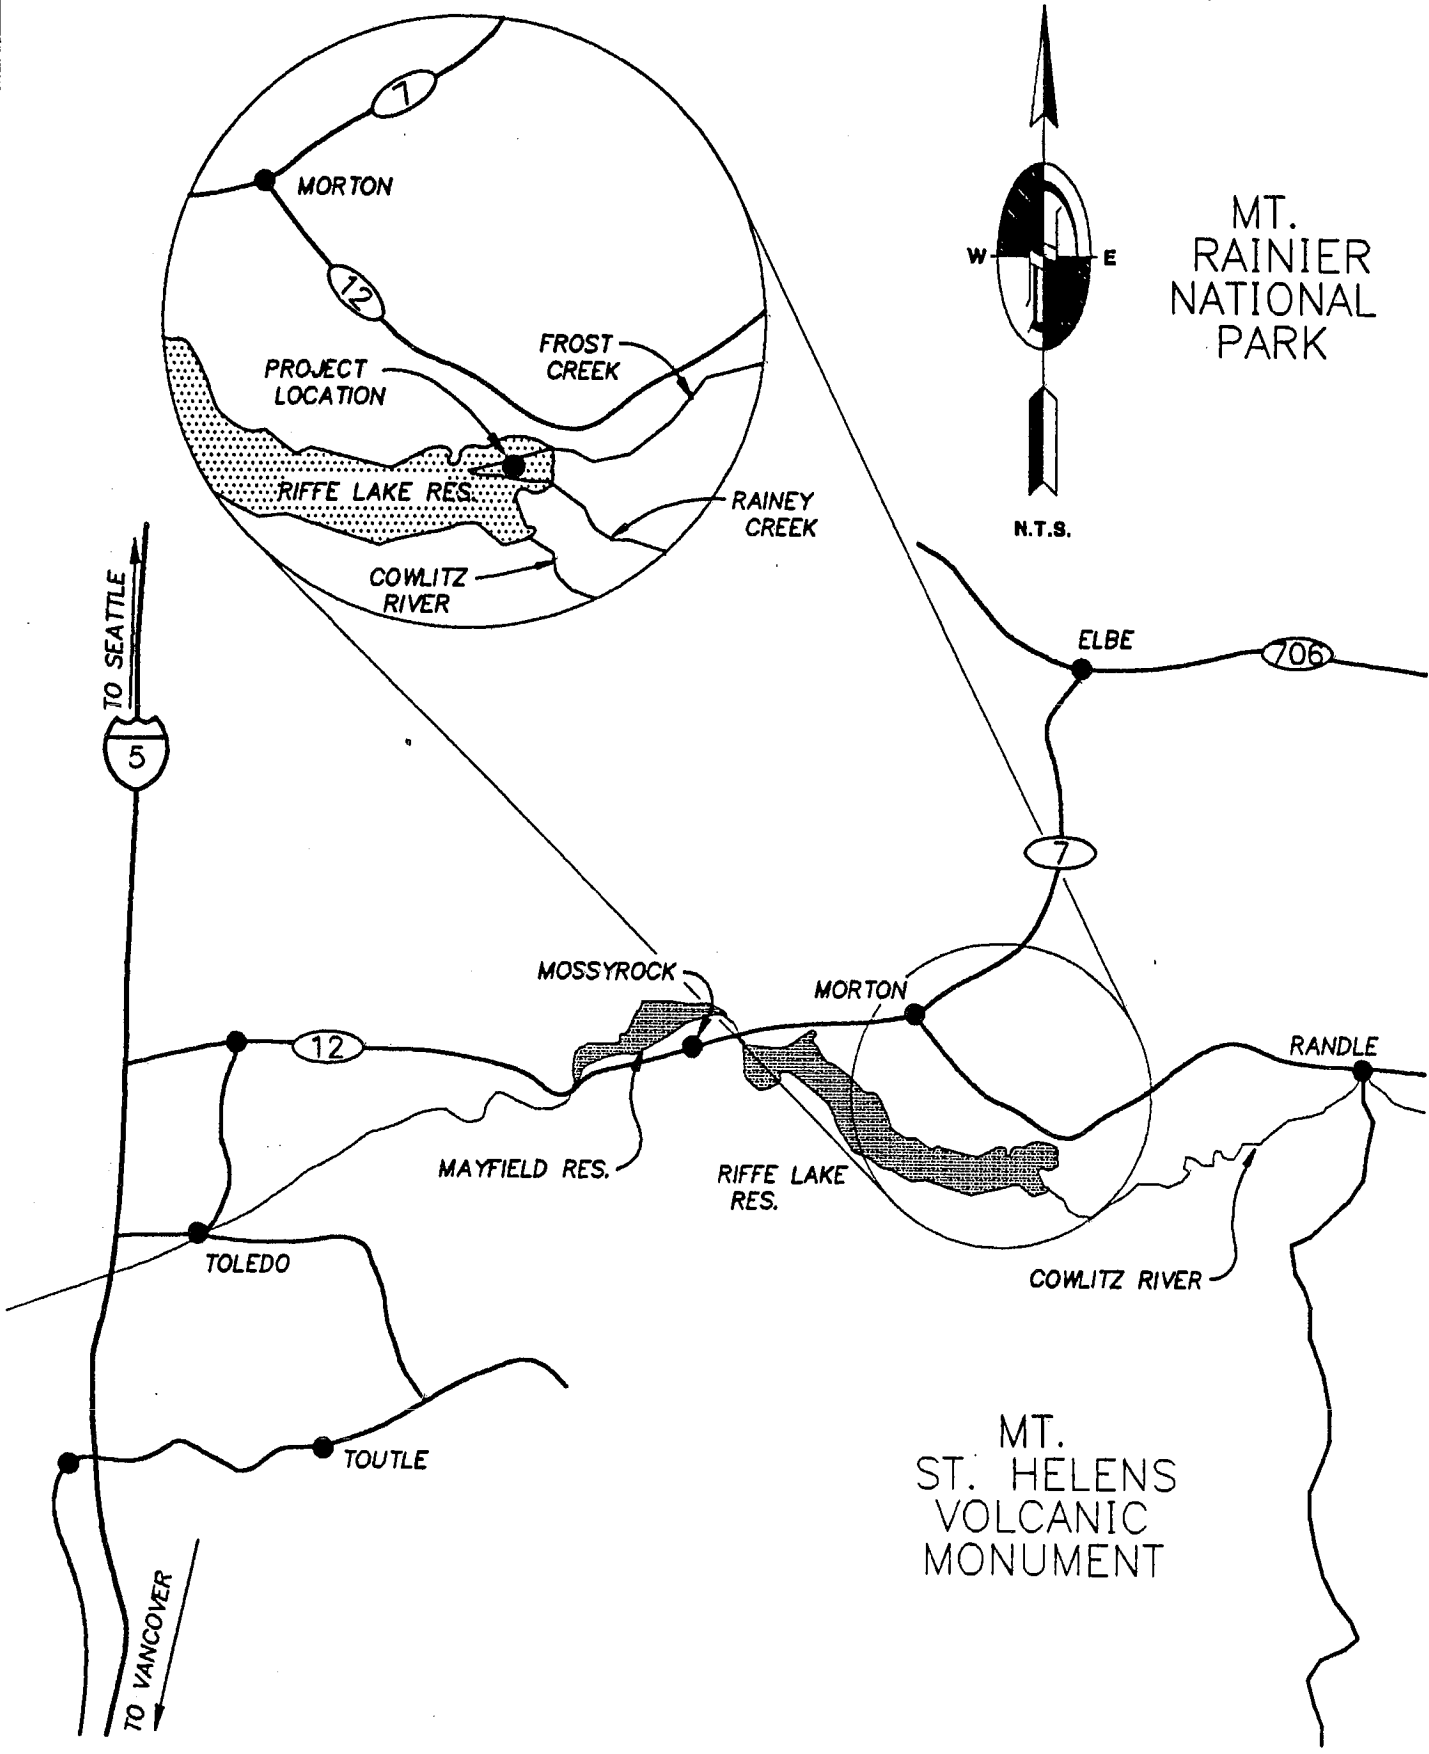 7
MORTON
12
FROST
CREEK
PROJECT
LOCATION
RIFFE LAKE RES.
RAINEY
CREEK
COWLITZ
RIVER
W
E
N.T.S.
MT.
RAINIER
NATIONAL
PARK
TO SEATTLE
5
ELBE
706
7
MOSSYROCK
MORTON
12
RANDLE
MAYFIELD RES.
RIFFE LAKE
RES.
TOLEDO
COWLITZ RIVER
TOUTLE
MT.
ST. HELENS
VOLCANIC
MONUMENT
TO VANCOVER